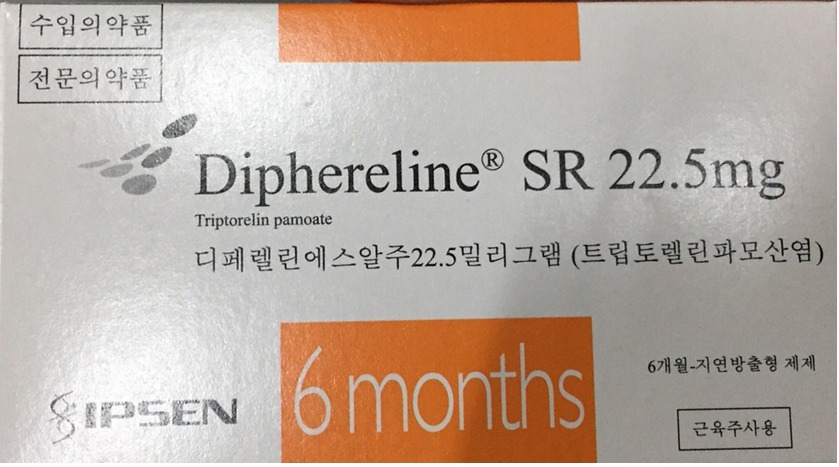 수입의약품
전문의약품
Diphereline® SR 22.5mg
Triptorelin pamoate
디페렐린에스알주22.5밀리그램 (트립토렐린파모산염)
6 months
6개월-지연방출형 제제
IPSEN
근육주사용